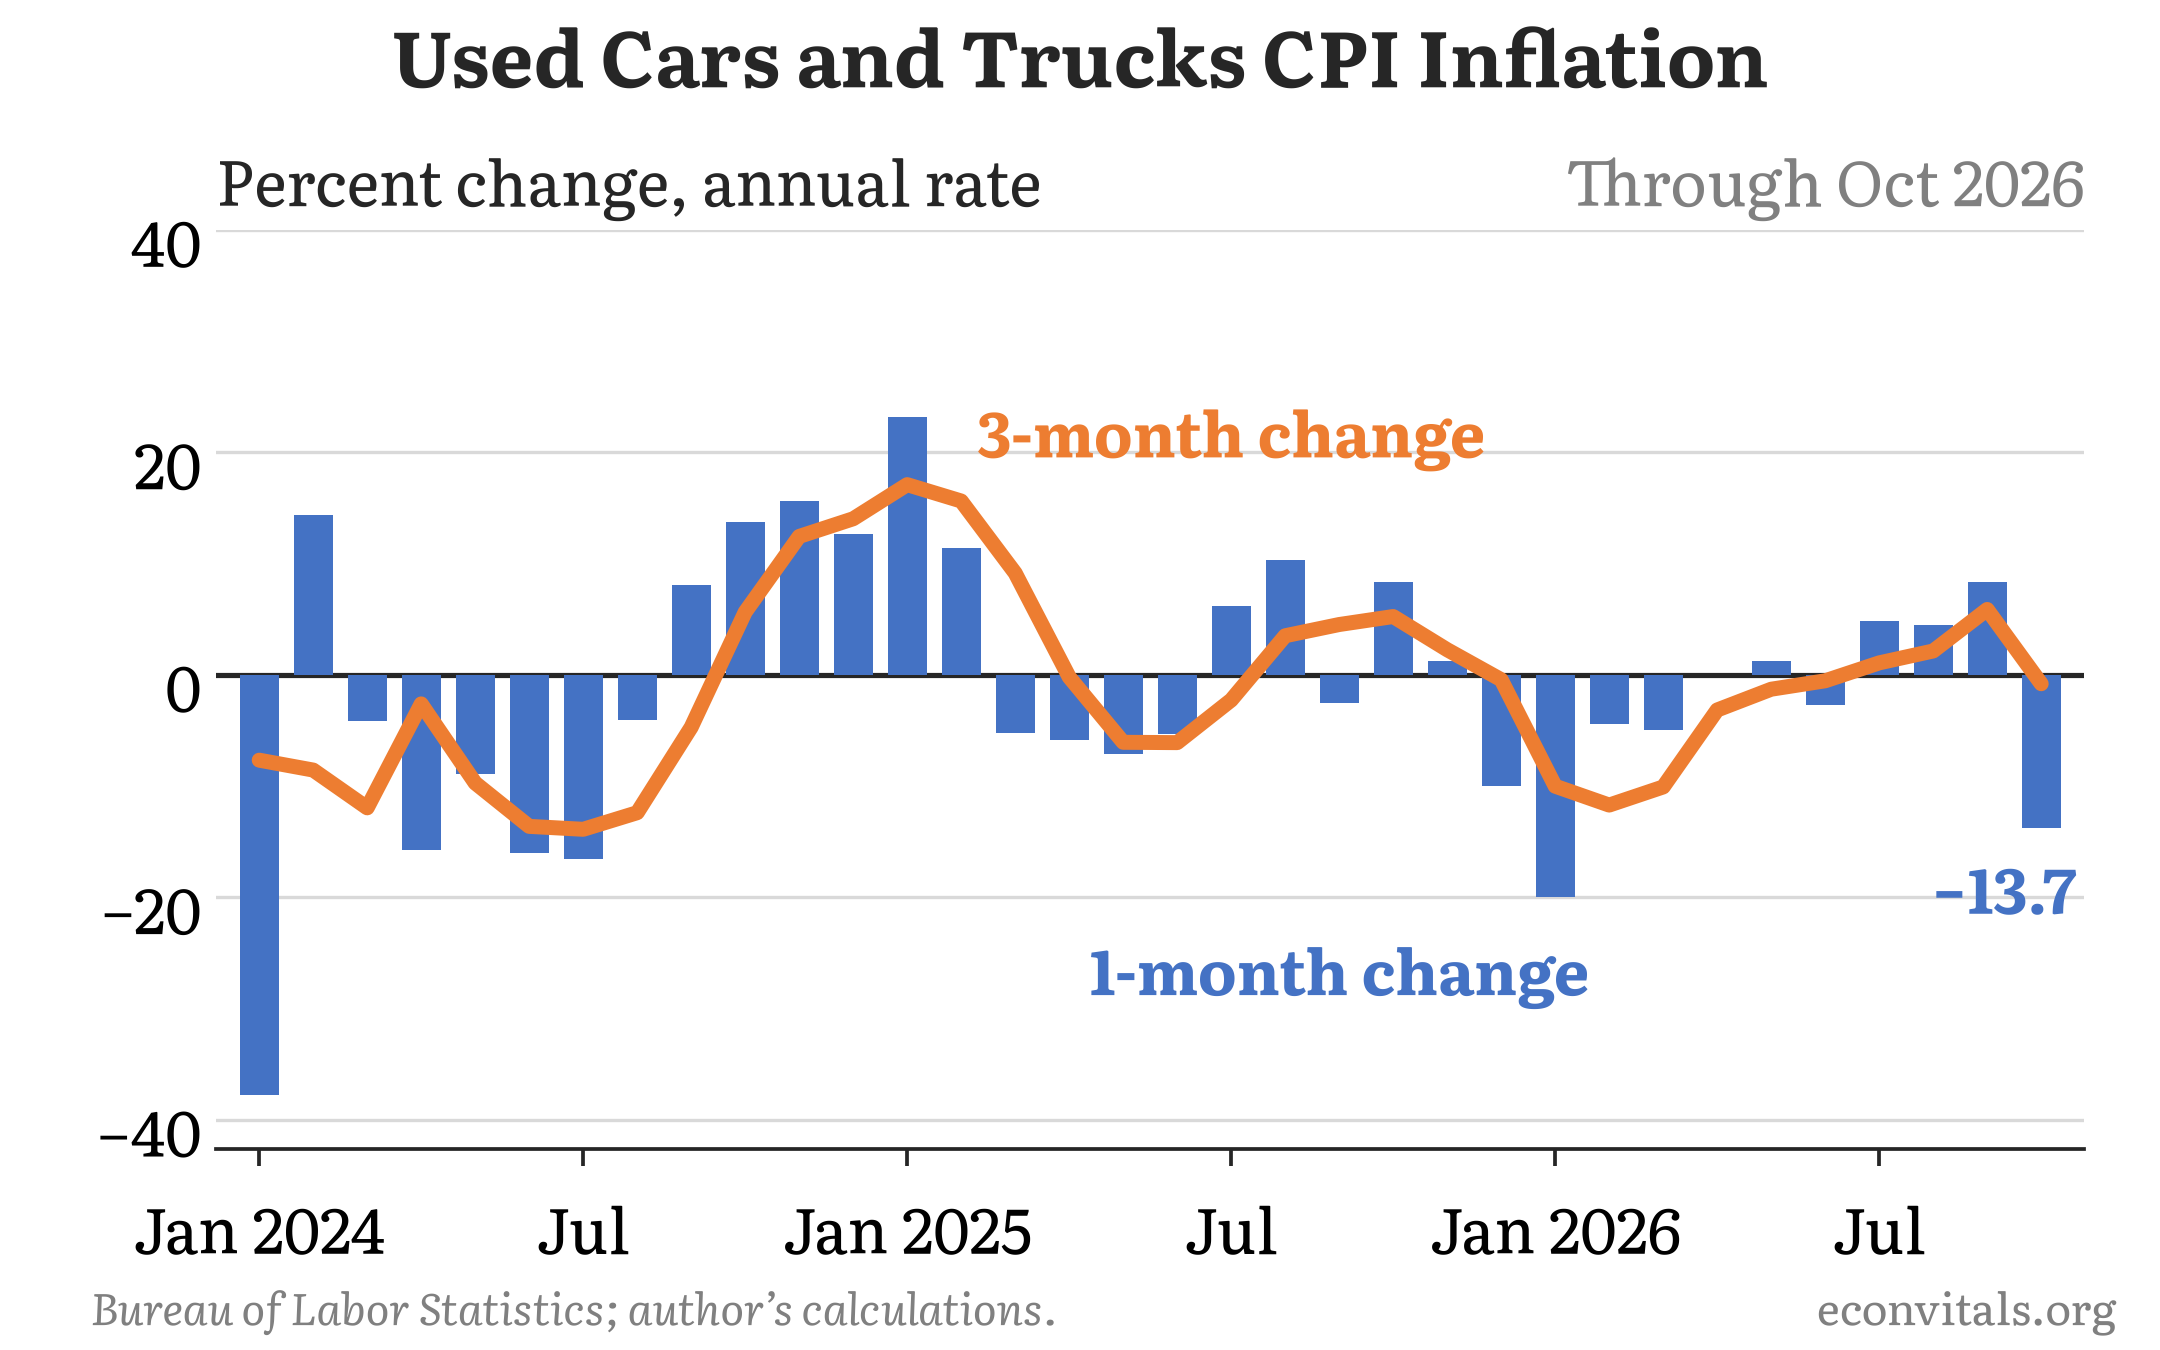 Used Cars and Trucks CPI Inflation
Percent change, annual rate
Through Oct 2026
40
20
0
−20
−40
3-month change
1-month change
−13.7
Jan 2024
Jul
Jan 2025
Jul
Jan 2026
Jul
Bureau of Labor Statistics; author’s calculations.
econvitals.org